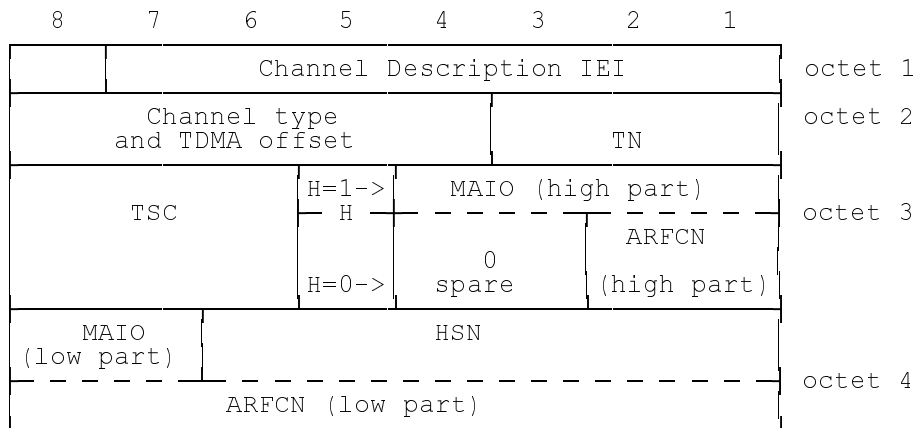 8 7 6 5 4 3 2 1
Channel Description IEI octet 1
Channel type octet 2
and TDMA offset TN
H=1-> MAIO (high part)
TSC H octet 3
ARFCN
0
H=0-> spare (high part)
MAIO HSN
(low part)
octet 4
ARFCN (low part)